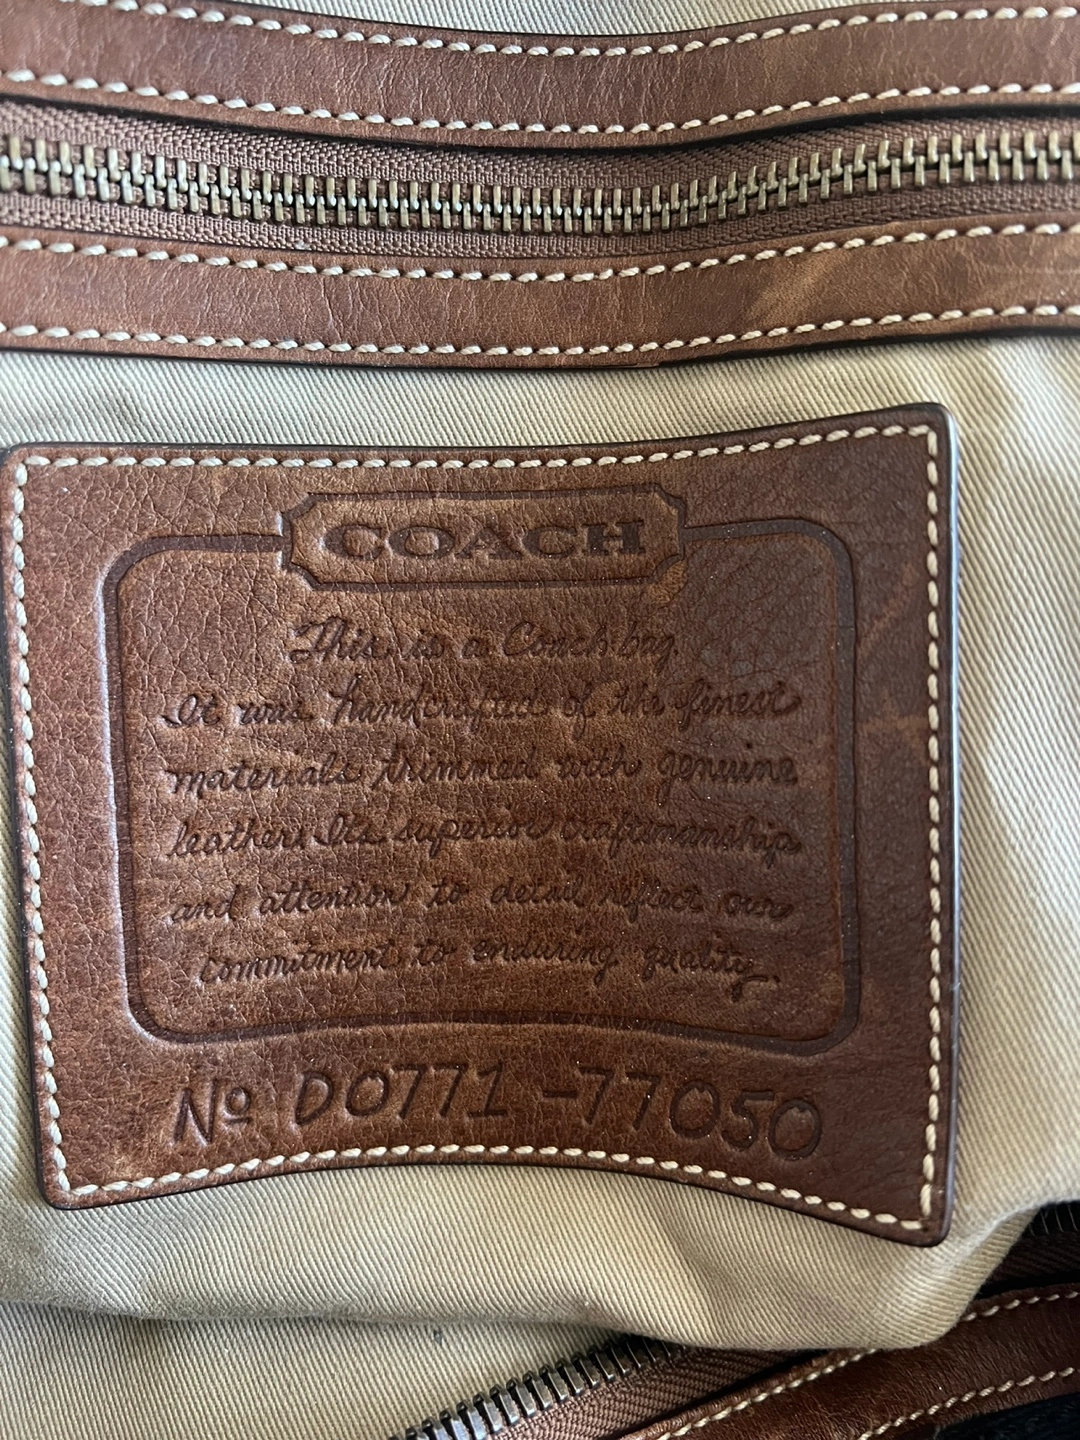 COACH
This is a Coach bag.
It was handcrafted of the finest
materials trimmed with genuine
leather. Its superior craftsmanship
and attention to detail reflect our
commitment to enduring quality.
No D0771-77050